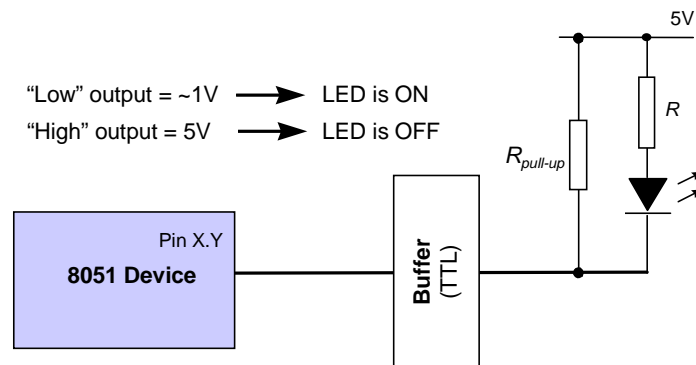 5V
“Low” output = ~1V LED is ON
“High” output = 5V LED is OFF
R
Rpull-up
Pin X.Y
8051 Device
Buffer
(TTL)